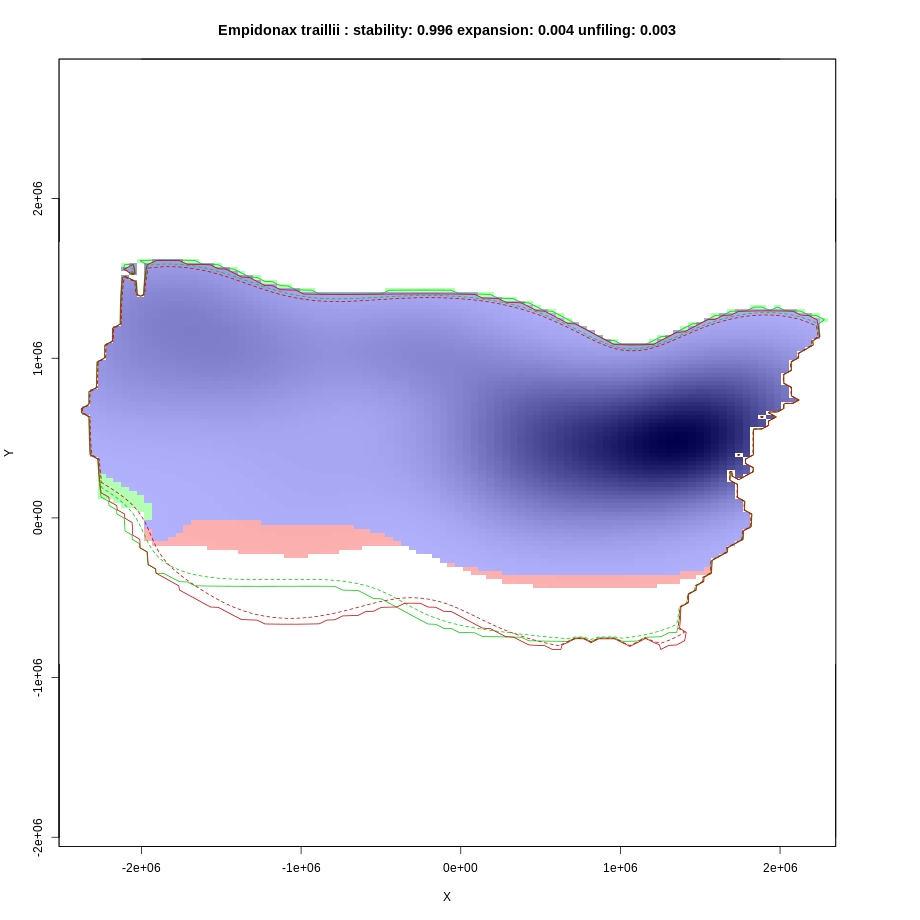 Empidonax traillii : stability: 0.996 expansion: 0.004 unfiling: 0.003
2e+06
1e+06
0e+00
-1e+06
-2e+06
Y
-2e+06 -1e+06 0e+00 1e+06 2e+06
X